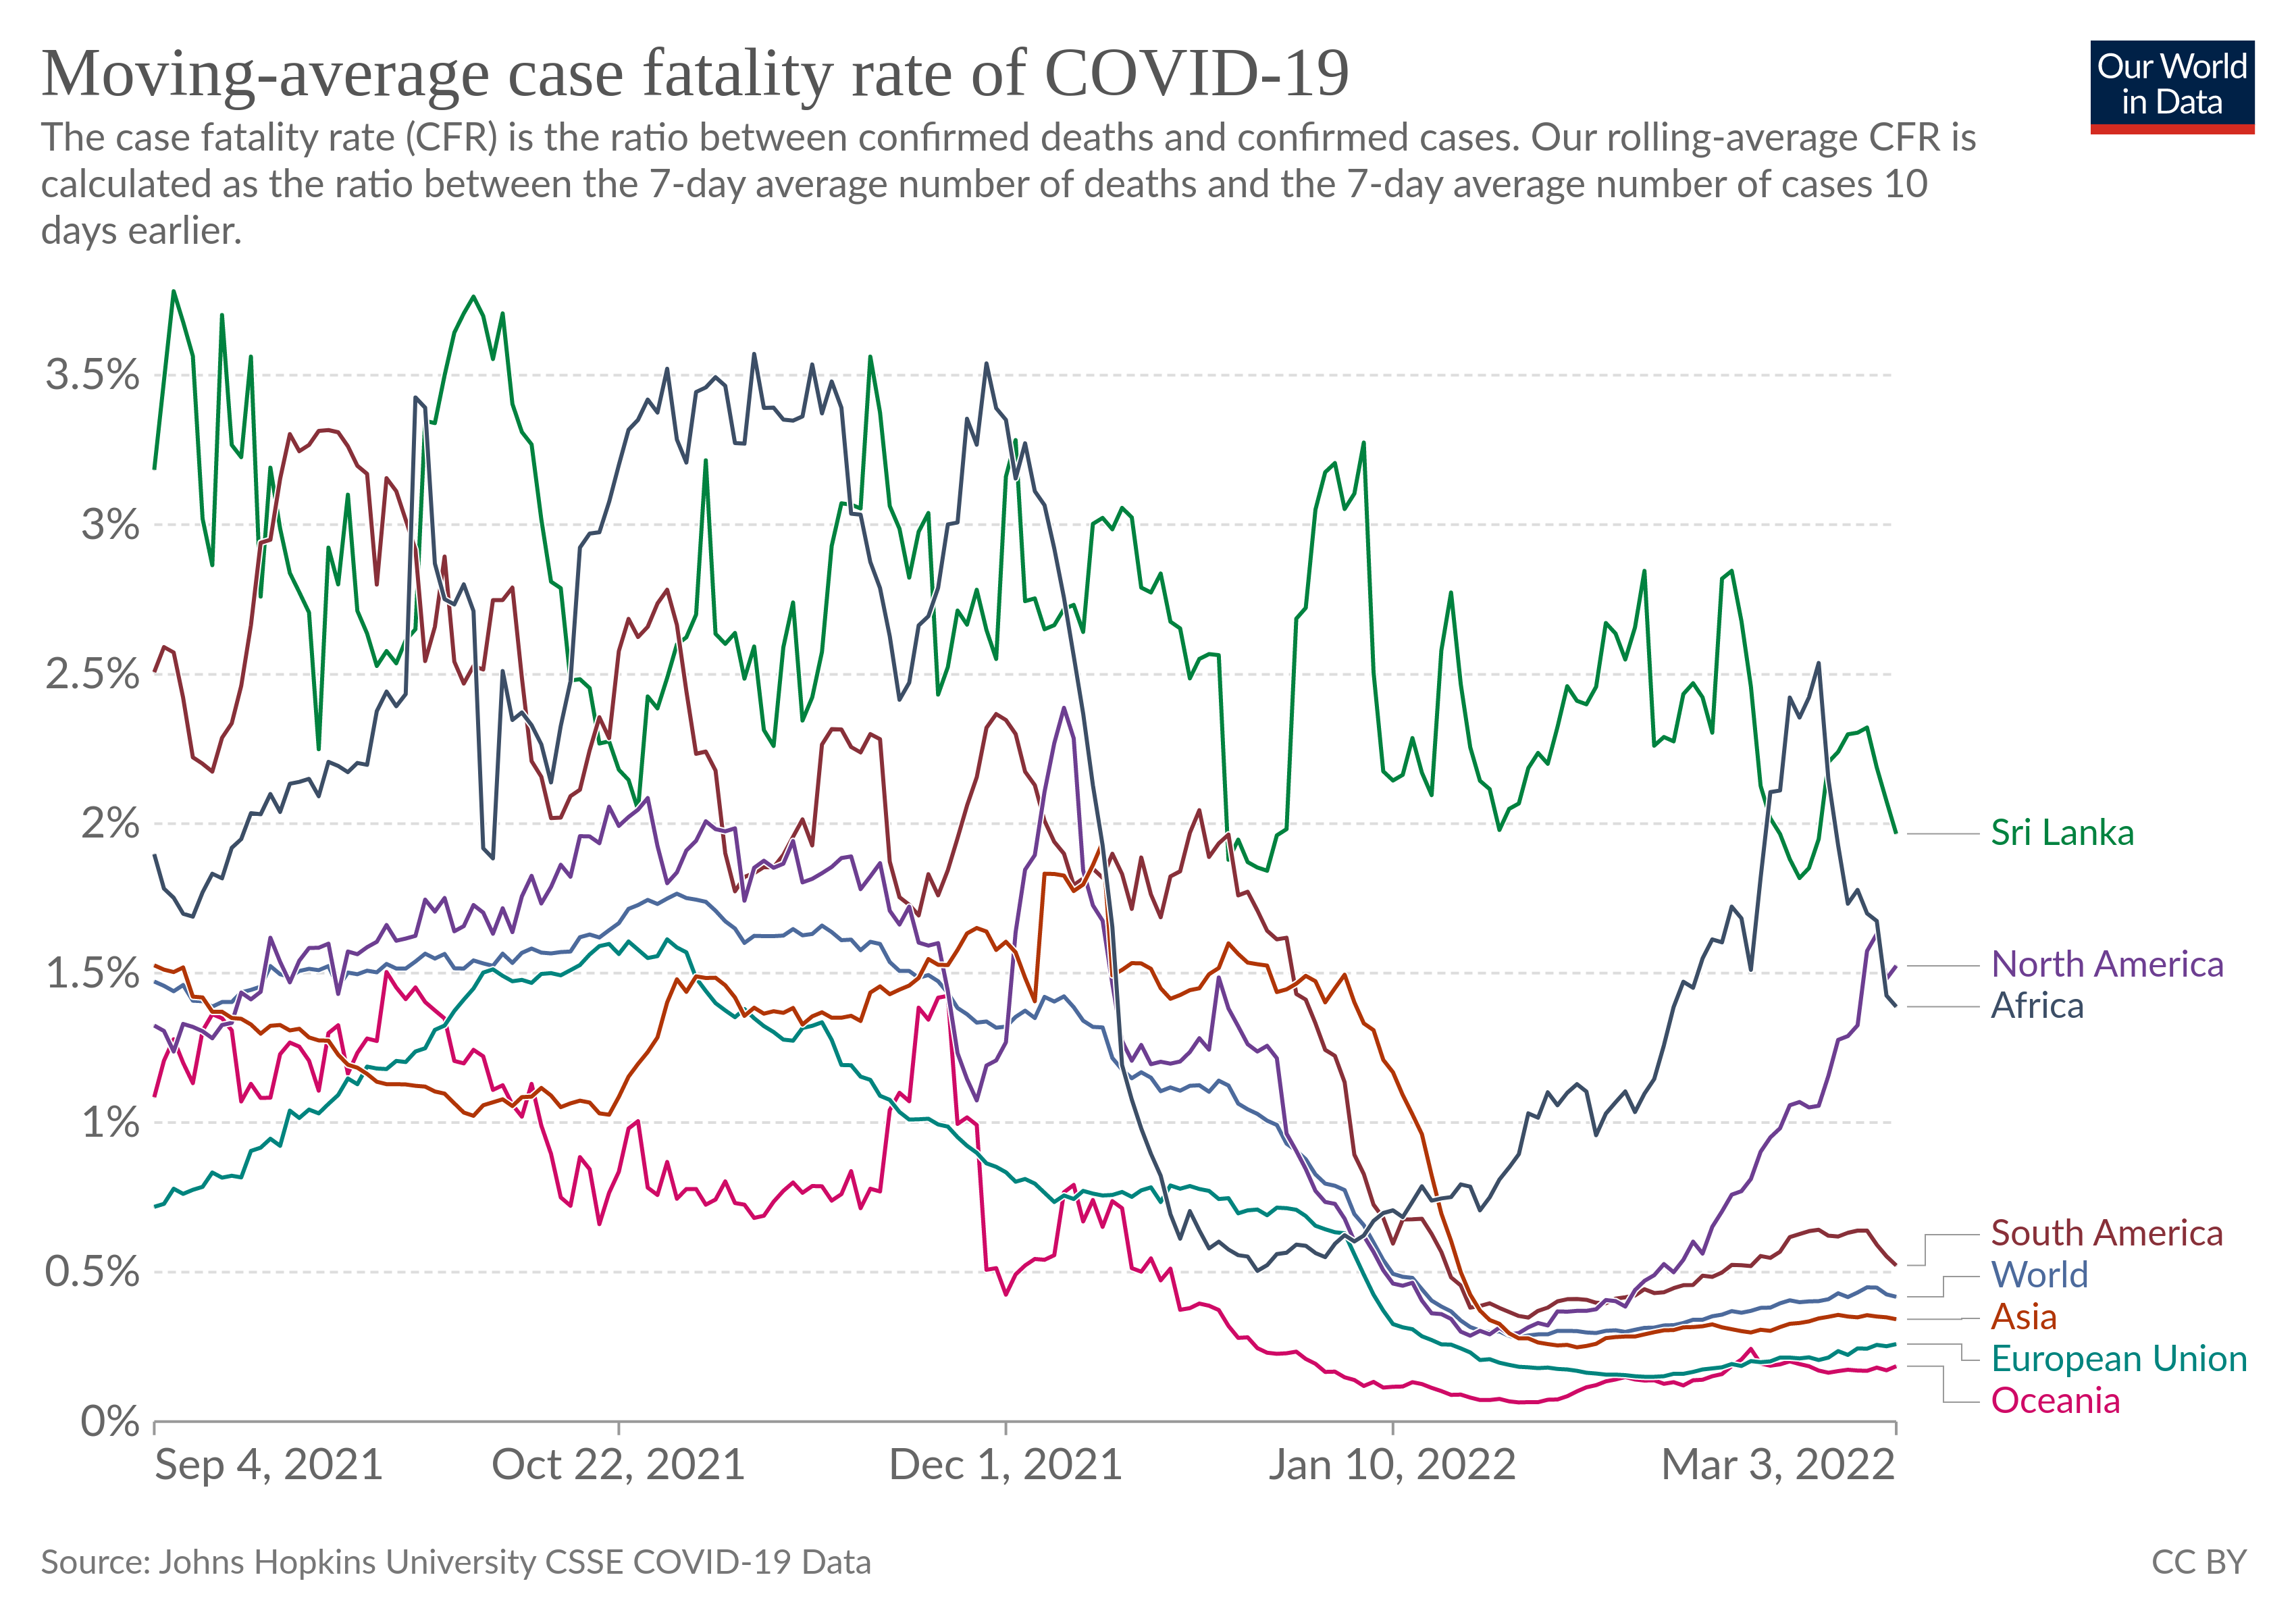 Moving-average case fatality rate of COVID-19
Our World
in Data
The case fatality rate (CFR) is the ratio between confirmed deaths and confirmed cases. Our rolling-average CFR is
calculated as the ratio between the 7-day average number of deaths and the 7-day average number of cases 10
days earlier.
3.5%
3%
2.5%
2%
1.5%
1%
0.5%
0%
Sri Lanka
North America
Africa
South America
World
Asia
European Union
Oceania
Sep 4, 2021
Oct 22, 2021
Dec 1, 2021
Jan 10, 2022
Mar 3, 2022
Source: Johns Hopkins University CSSE COVID-19 Data
CC BY